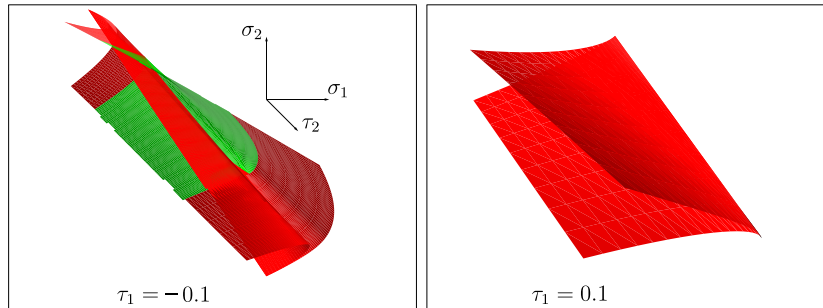 σ₂
σ₁
τ₂
τ₁ = −0.1
τ₁ = 0.1